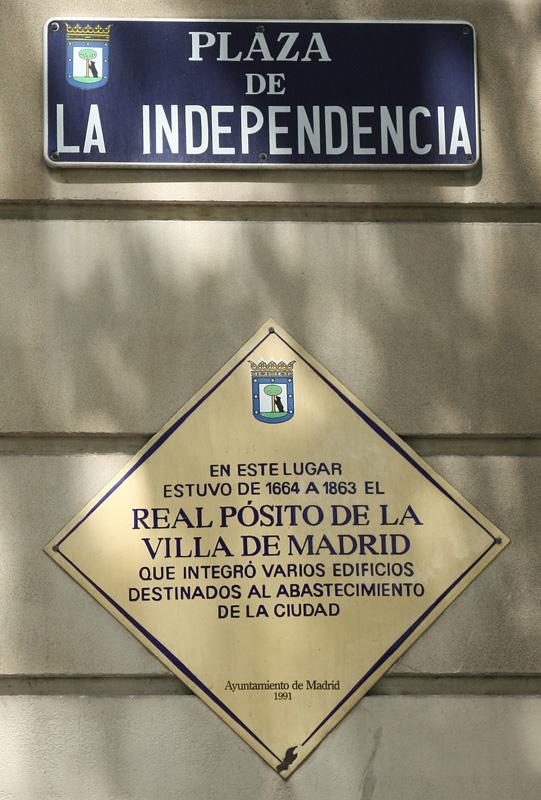 PLAZA
DE
LA INDEPENDENCIA
EN ESTE LUGAR
ESTUVO DE 1664 A 1863 EL
REAL PÓSITO DE LA
VILLA DE MADRID
QUE INTEGRÓ VARIOS EDIFICIOS
DESTINADOS AL ABASTECIMIENTO
DE LA CIUDAD
Ayuntamiento de Madrid
1991